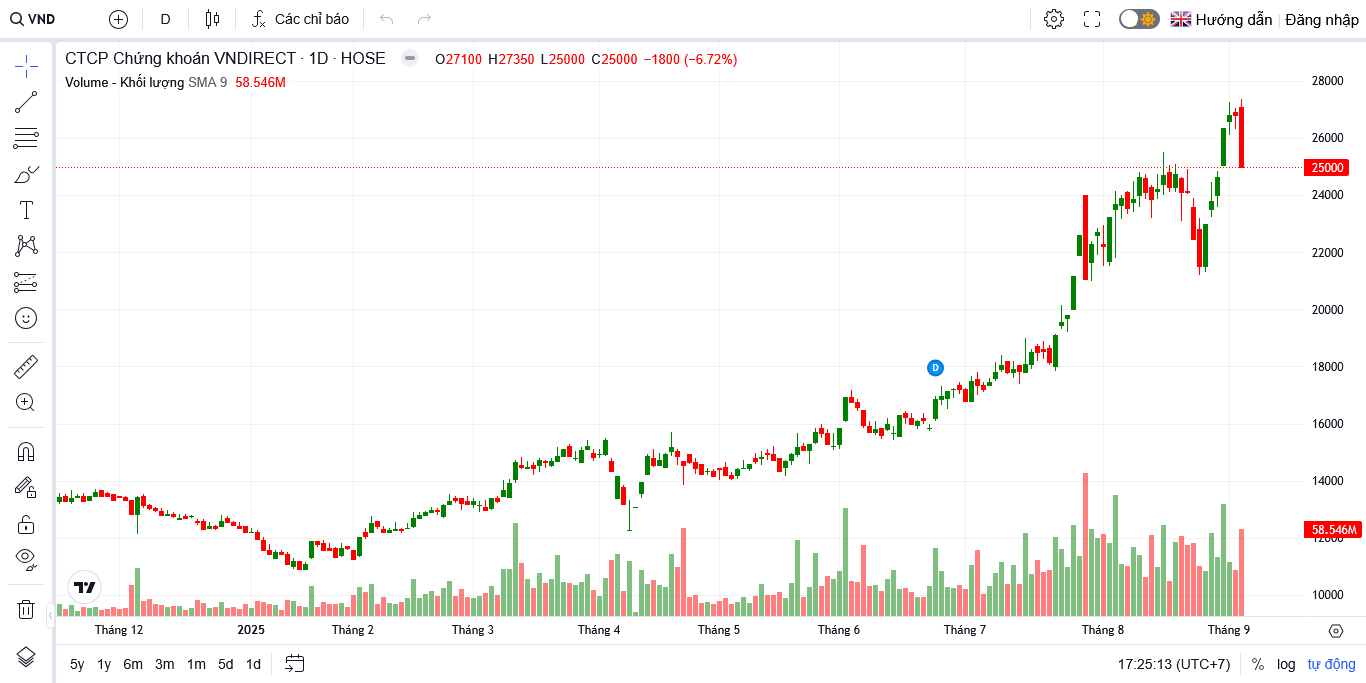 VND D Các chỉ báo Hướng dẫn Đăng nhập
CTCP Chứng khoán VNDIRECT · 1D · HOSE O27100 H27350 L25000 C25000 −1800 (−6.72%)
Volume - Khối lượng SMA 9 58.546M
28000
26000
25000
24000
22000
20000
18000
D
16000
14000
58.546M
12000
10000
Tháng 12 2025 Tháng 2 Tháng 3 Tháng 4 Tháng 5 Tháng 6 Tháng 7 Tháng 8 Tháng 9
5y 1y 6m 3m 1m 5d 1d 17:25:13 (UTC+7) % log tự động